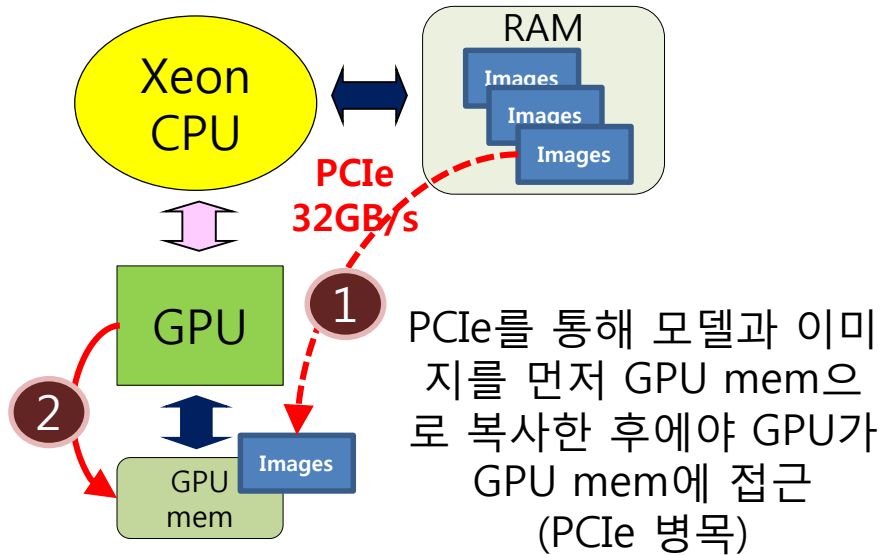 RAM
Xeon
CPU
Images
Images
Images
PCIe
32GB/s
1
GPU
2
Images
GPU
mem
PCIe를 통해 모델과 이미
지를 먼저 GPU mem으
로 복사한 후에야 GPU가
GPU mem에 접근
(PCIe 병목)